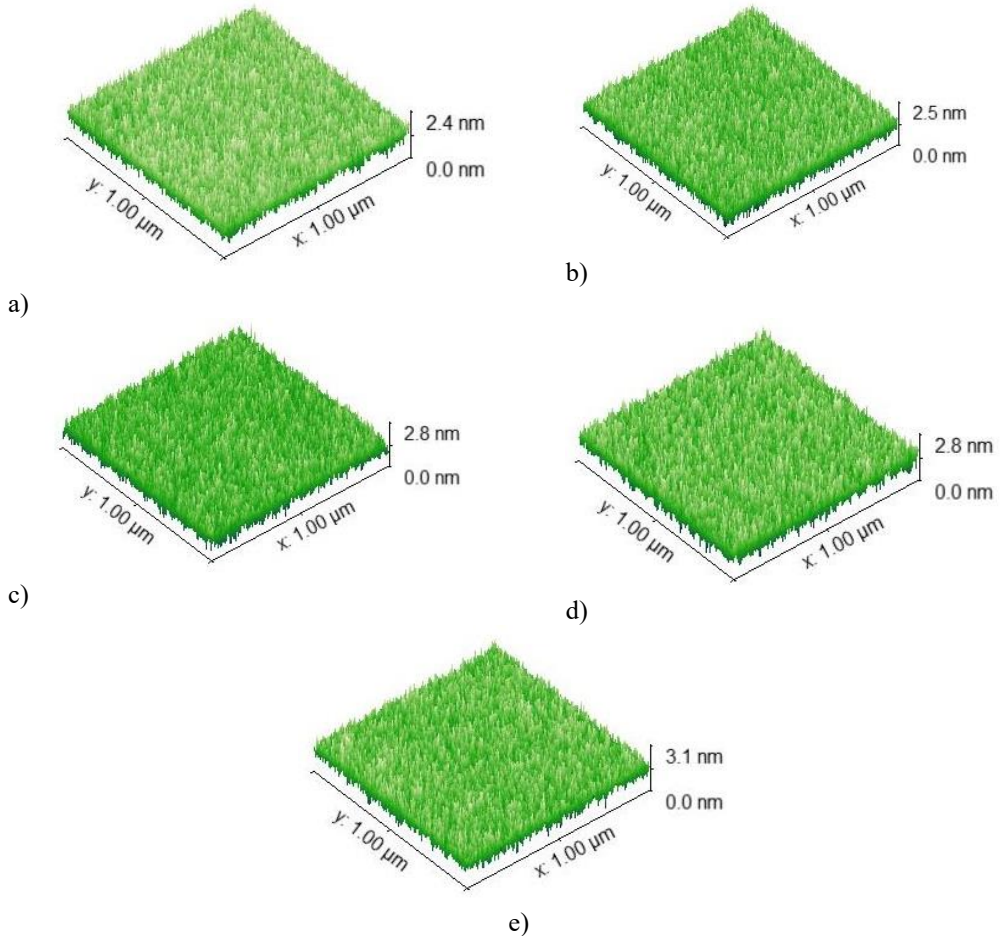 2.4 nm
0.0 nm
y: 1.00 µm
x: 1.00 µm
a)
2.5 nm
0.0 nm
y: 1.00 µm
x: 1.00 µm
b)
2.8 nm
0.0 nm
y: 1.00 µm
x: 1.00 µm
c)
2.8 nm
0.0 nm
y: 1.00 µm
x: 1.00 µm
d)
3.1 nm
0.0 nm
y: 1.00 µm
x: 1.00 µm
e)